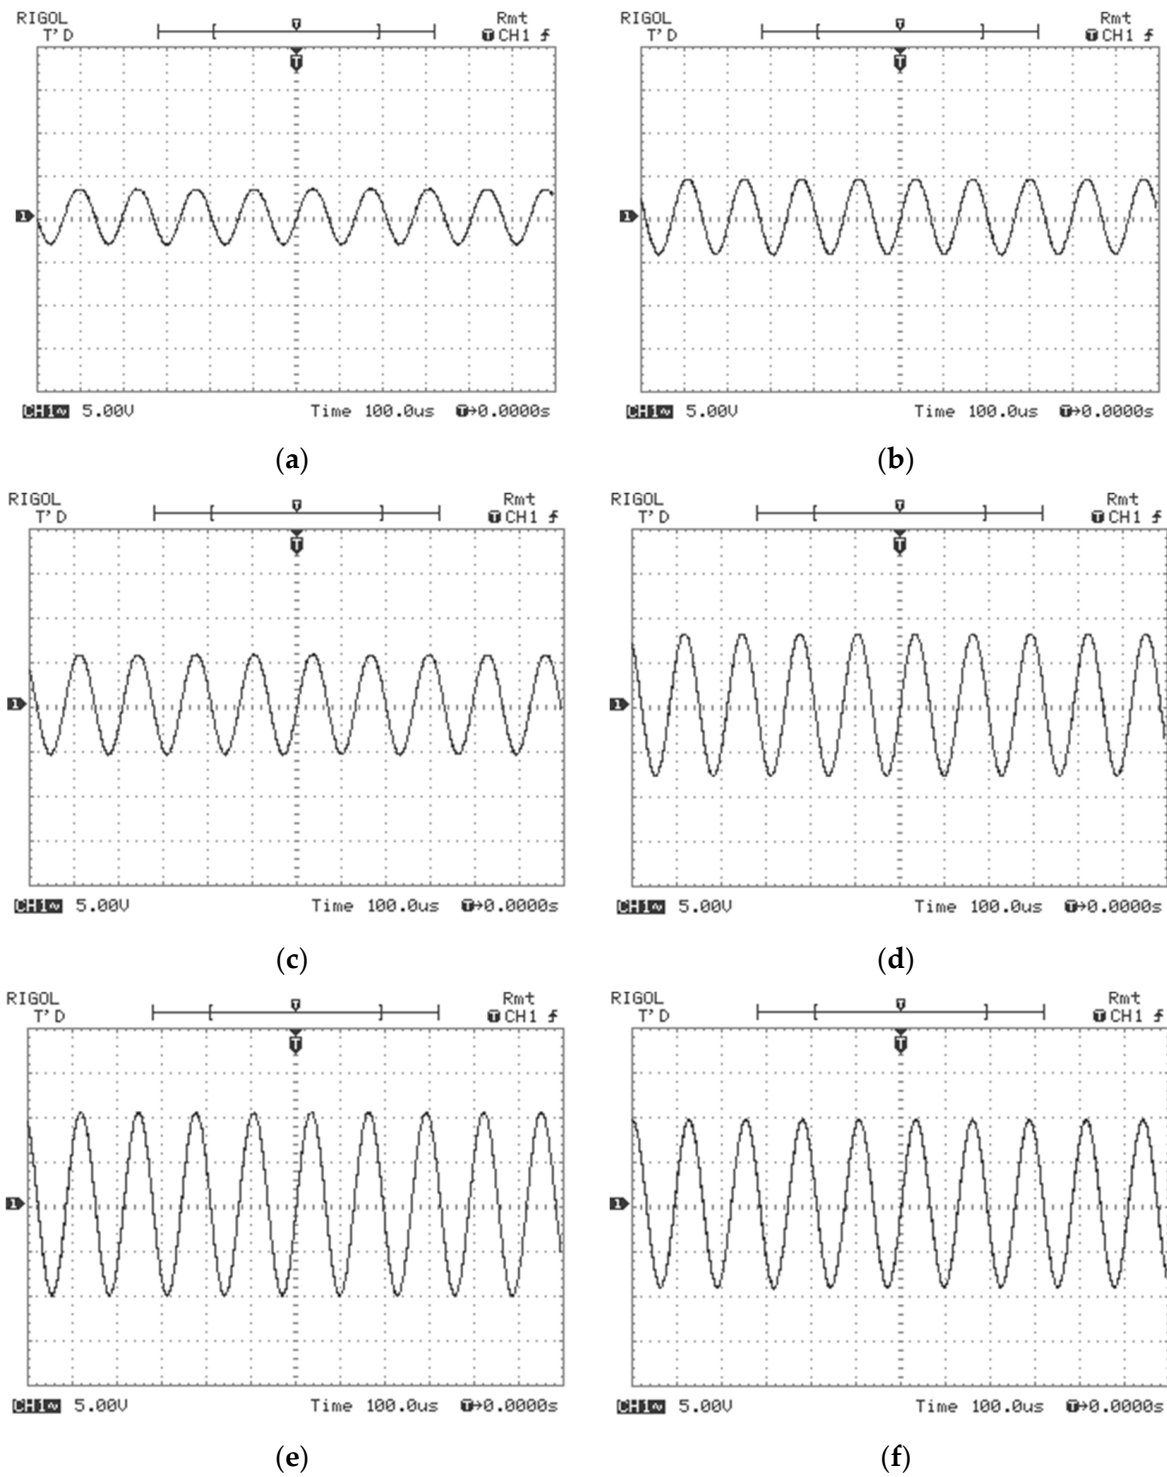 RIGOL Rmt
T'D T CH1
T
1
CH1 5.00V Time 100.0us T→0.0000s
(a)
RIGOL Rmt
T'D T CH1
T
1
CH1 5.00V Time 100.0us T→0.0000s
(b)
RIGOL Rmt
T'D T CH1
T
1
CH1 5.00V Time 100.0us T→0.0000s
(c)
RIGOL Rmt
T'D T CH1
T
1
CH1 5.00V Time 100.0us T→0.0000s
(d)
RIGOL Rmt
T'D T CH1
T
1
CH1 5.00V Time 100.0us T→0.0000s
(e)
RIGOL Rmt
T'D T CH1
T
1
CH1 5.00V Time 100.0us T→0.0000s
(f)